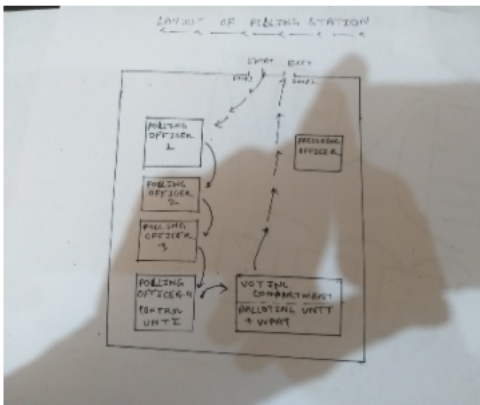 LAYOUT OF POLLING STATION
ENTRY EXIT
POLLING
OFFICER
1
PRESIDING
OFFICER
POLLING
OFFICER
2
POLLING
OFFICER
3
POLLING
OFFICER-4
CONTROL
UNIT
VOTING
COMPARTMENT
BALLOTING UNIT
+ VVPAT